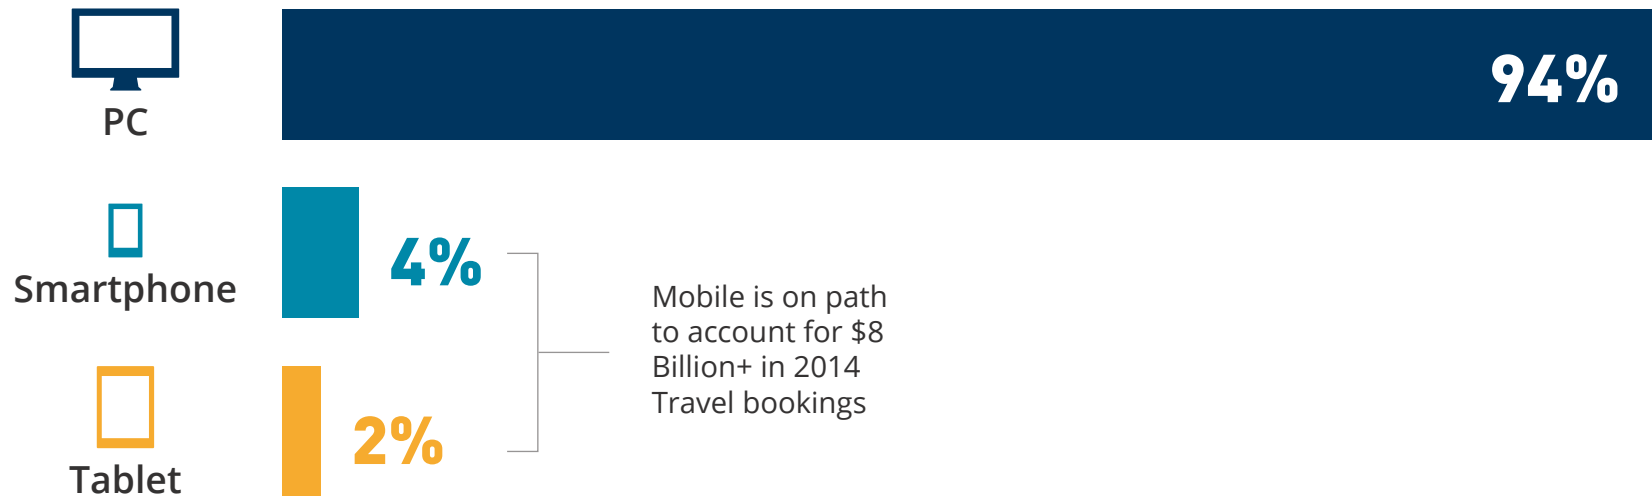 94%
PC
4%
Smartphone
Mobile is on path
to account for $8
Billion+ in 2014
Travel bookings
2%
Tablet